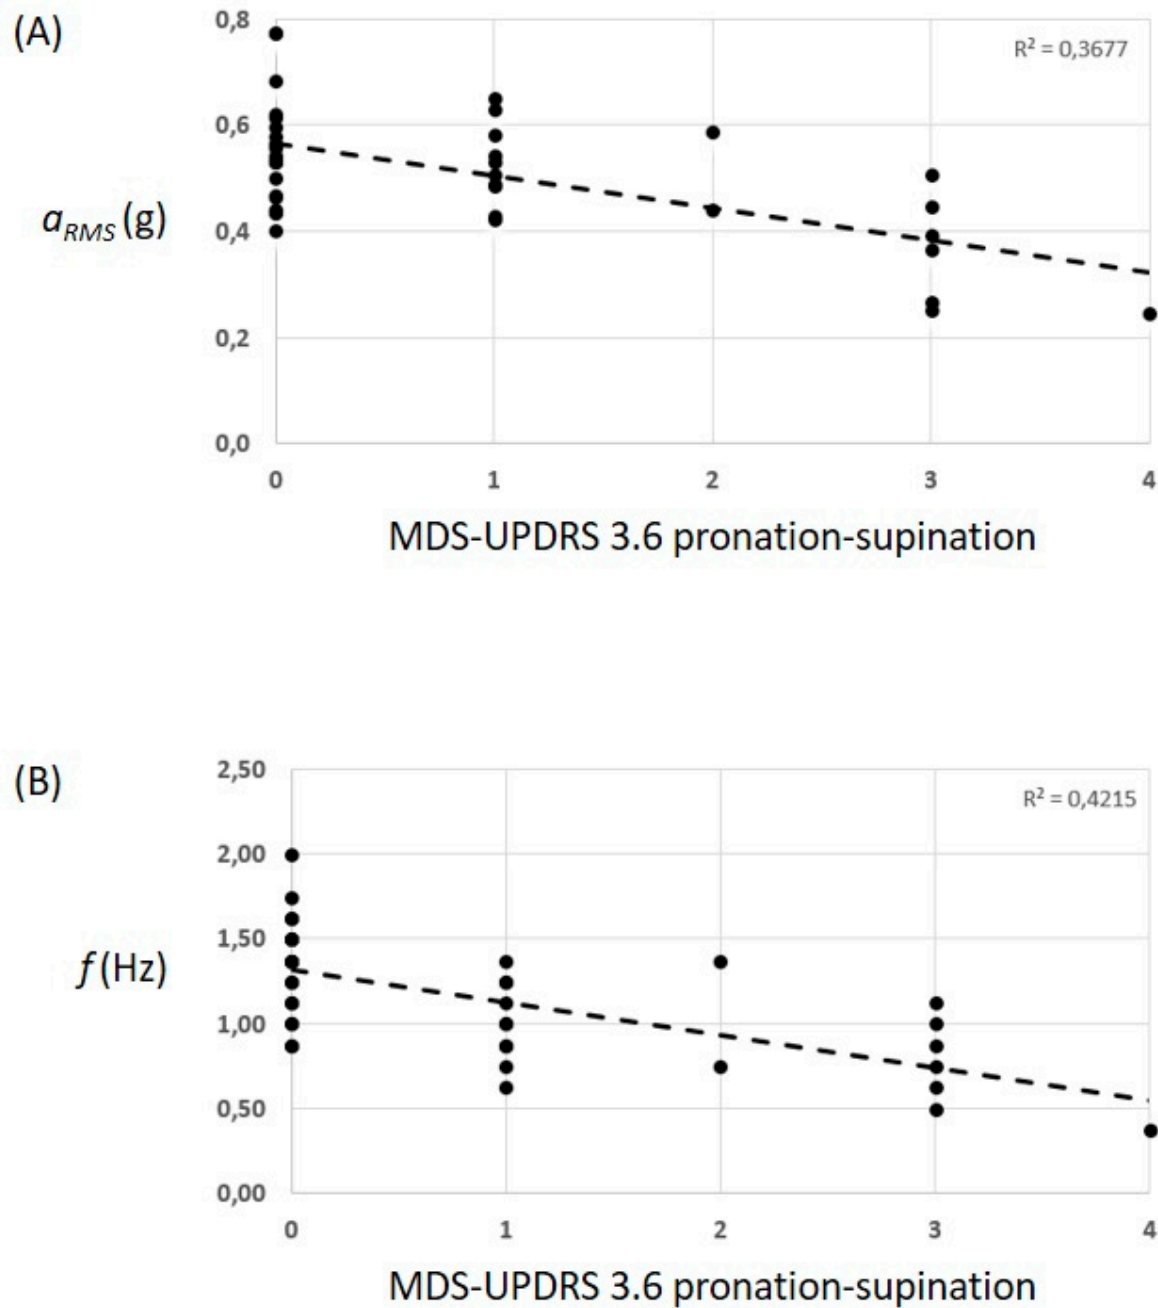 (A)
0,8
R² = 0,3677
0,6
a_RMS (g)
0,4
0,2
0,0
0 1 2 3 4
MDS-UPDRS 3.6 pronation-supination
(B)
2,50
R² = 0,4215
2,00
1,50
f (Hz)
1,00
0,50
0,00
0 1 2 3 4
MDS-UPDRS 3.6 pronation-supination